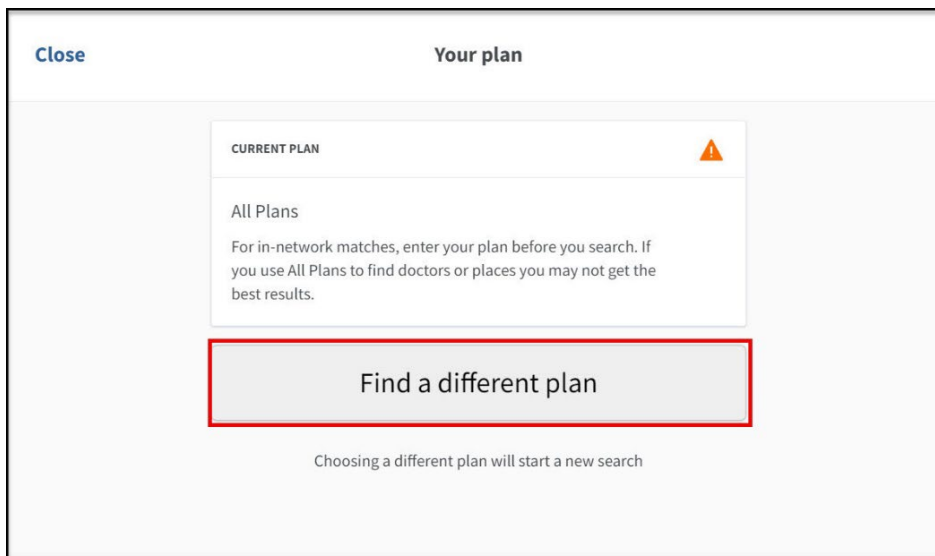 Close
Your plan
CURRENT PLAN
All Plans
For in-network matches, enter your plan before you search. If
you use All Plans to find doctors or places you may not get the
best results.
Find a different plan
Choosing a different plan will start a new search